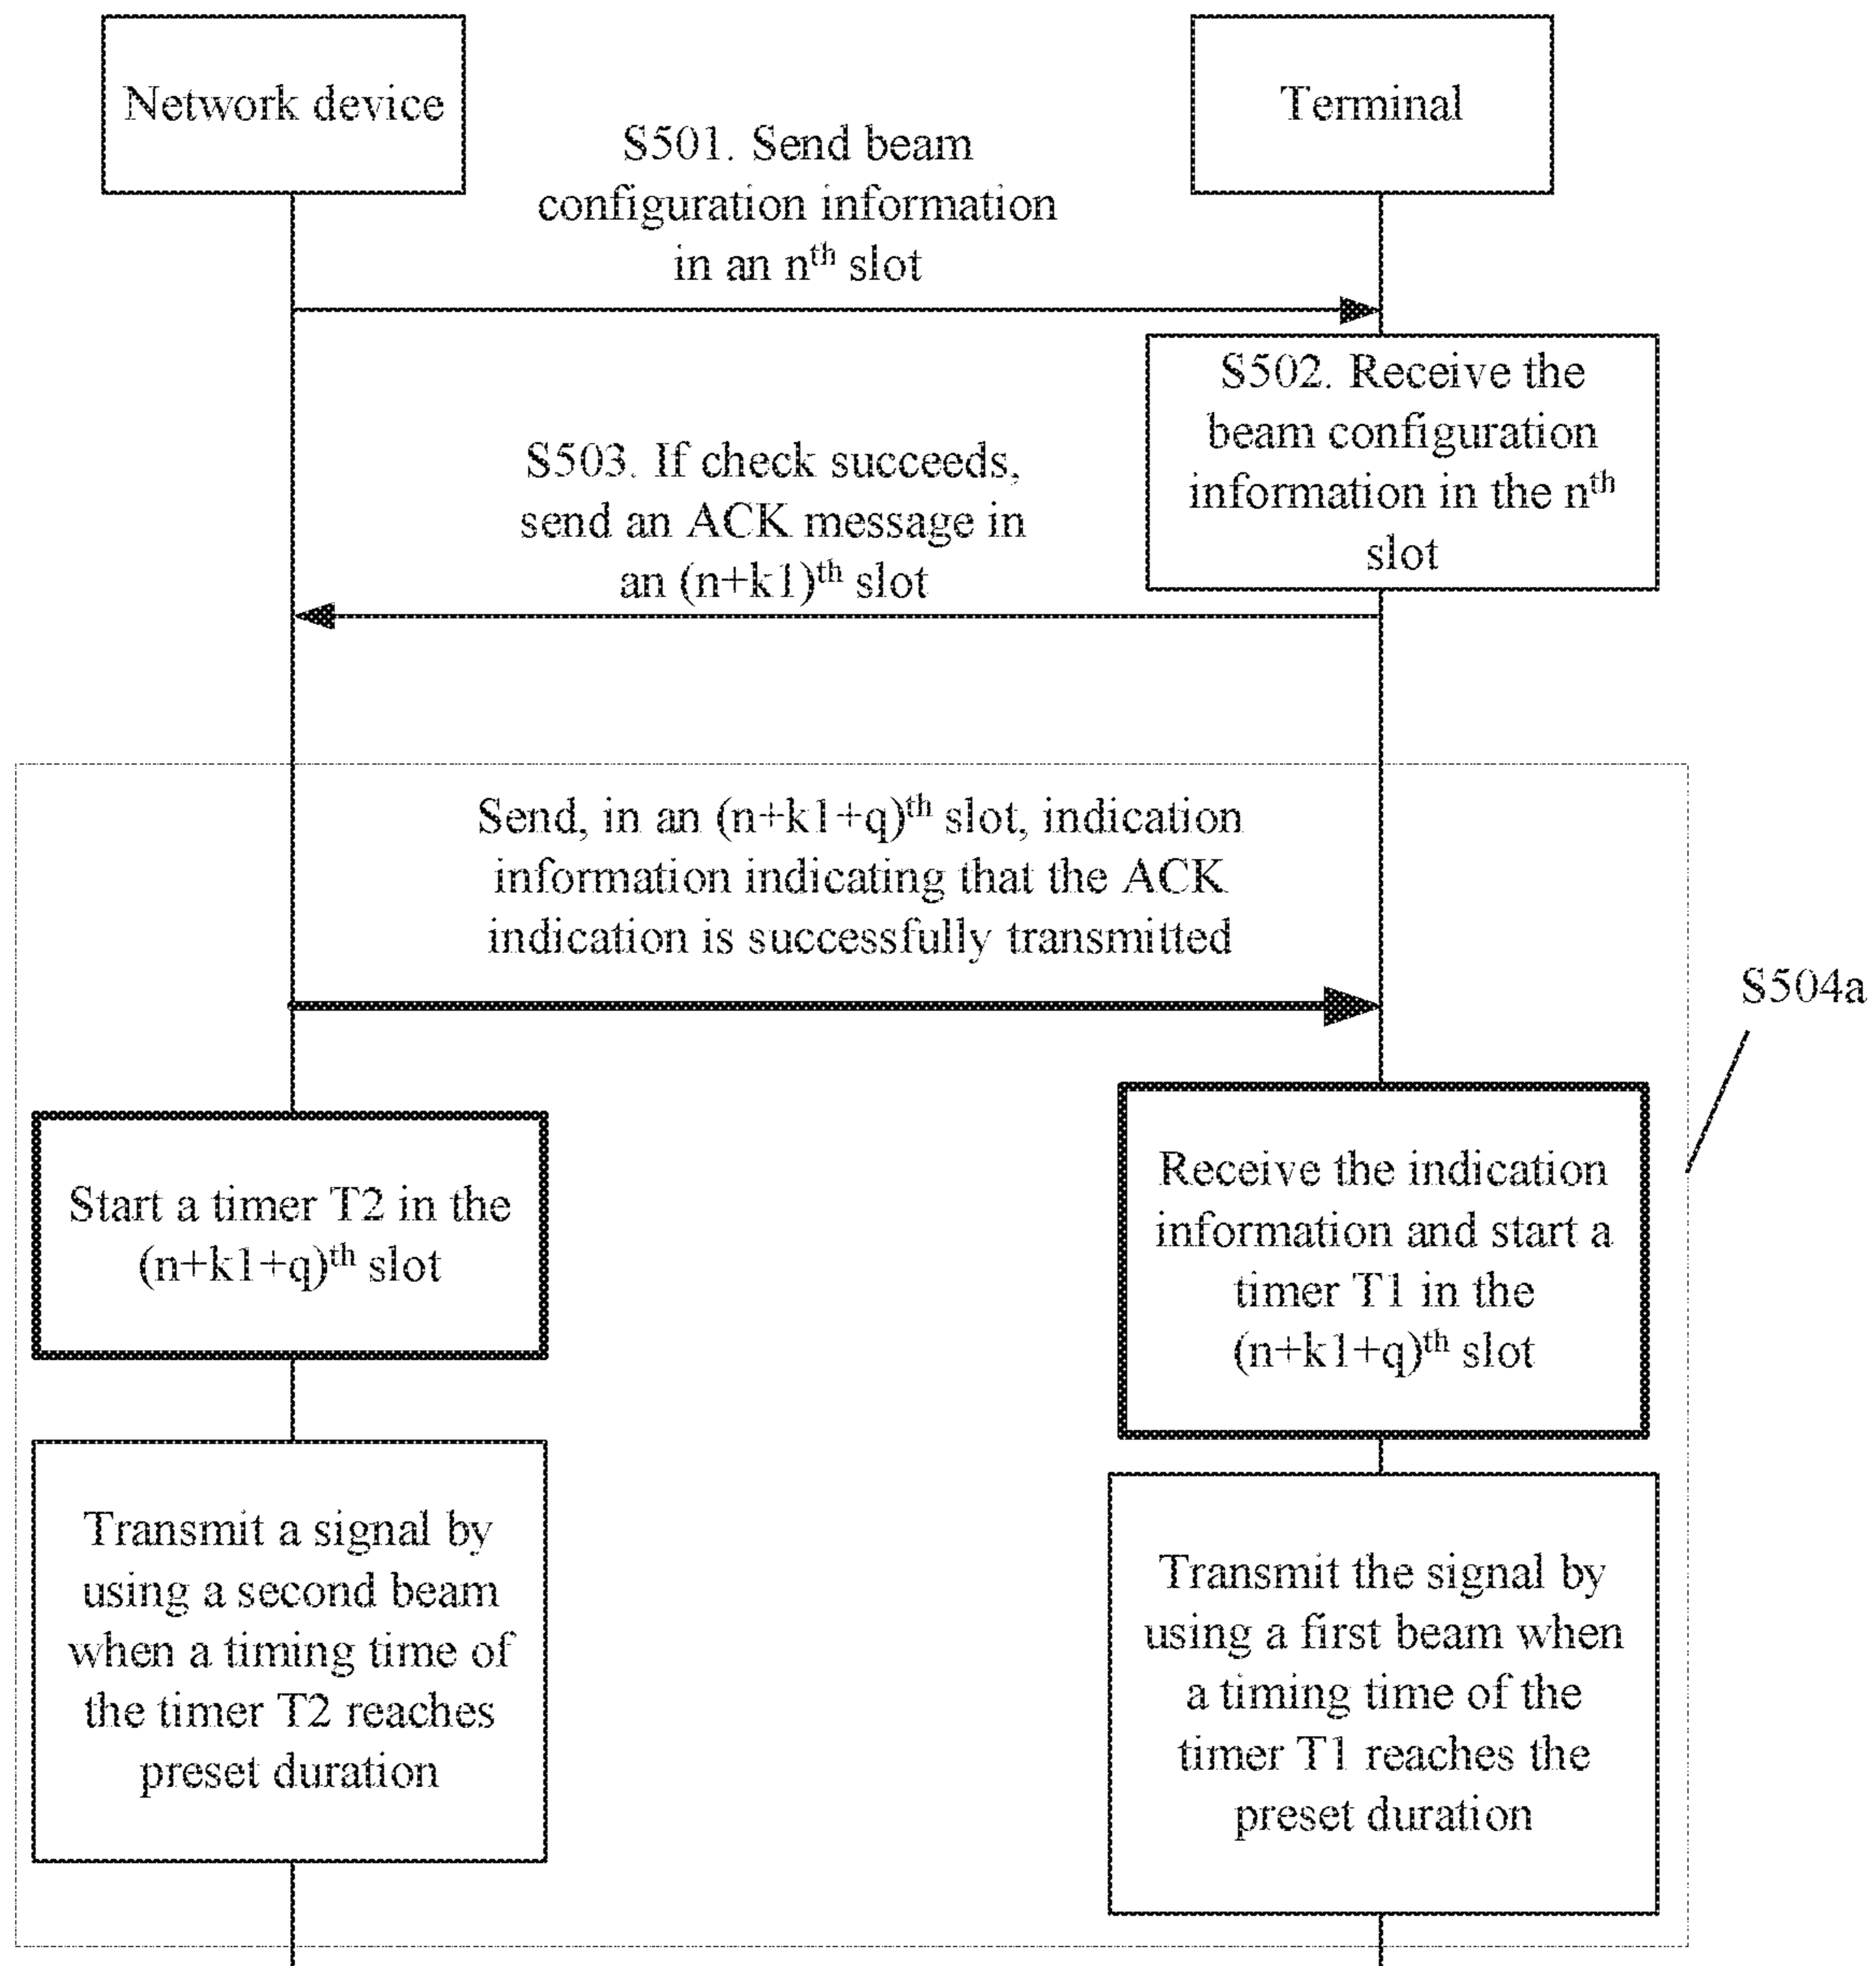 Network device
Terminal
S501. Send beam
configuration information
in an nth slot
S502. Receive the
beam configuration
information in the nth
slot
S503. If check succeeds,
send an ACK message in
an (n+k1)th slot
Send, in an (n+k1+q)th slot, indication
information indicating that the ACK
indication is successfully transmitted
S504a
Start a timer T2 in the
(n+k1+q)th slot
Receive the indication
information and start a
timer T1 in the
(n+k1+q)th slot
Transmit a signal by
using a second beam
when a timing time of
the timer T2 reaches
preset duration
Transmit the signal by
using a first beam when
a timing time of the
timer T1 reaches the
preset duration